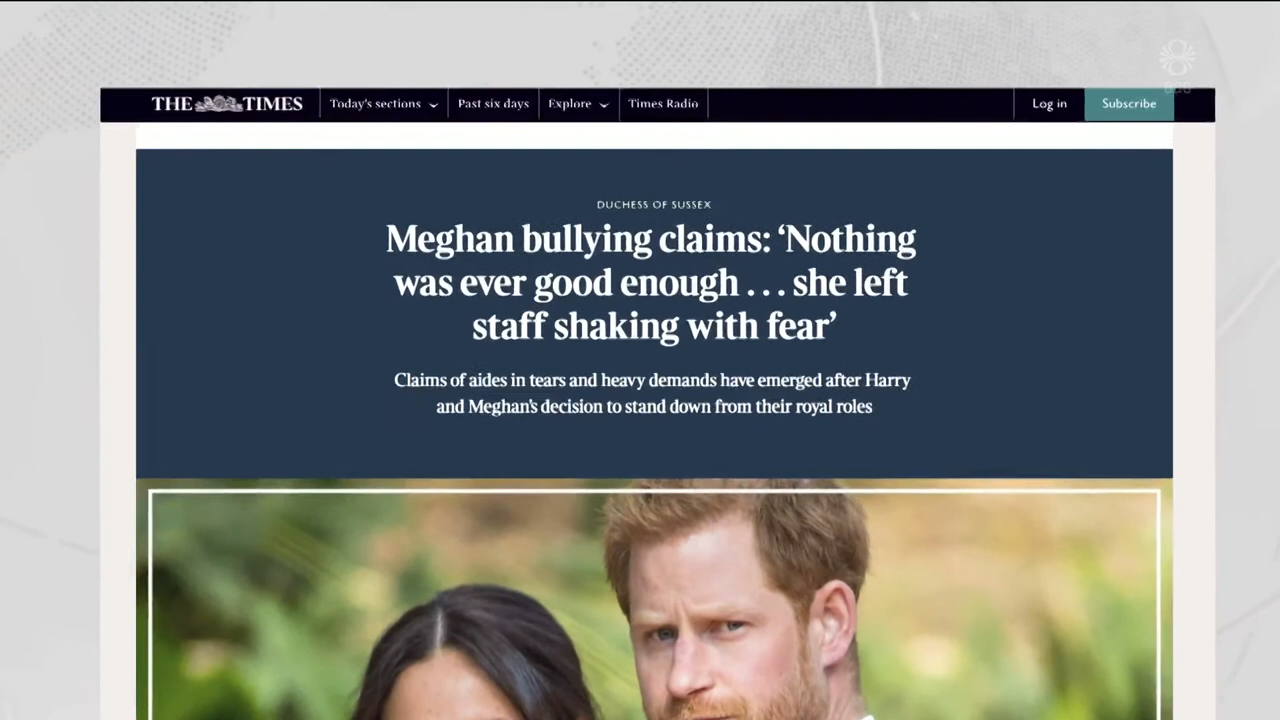 THE TIMES
Today's sections
Past six days
Explore
Times Radio
Log in
Subscribe
DUCHESS OF SUSSEX
Meghan bullying claims: ‘Nothing
was ever good enough . . . she left
staff shaking with fear’
Claims of aides in tears and heavy demands have emerged after Harry
and Meghan's decision to stand down from their royal roles